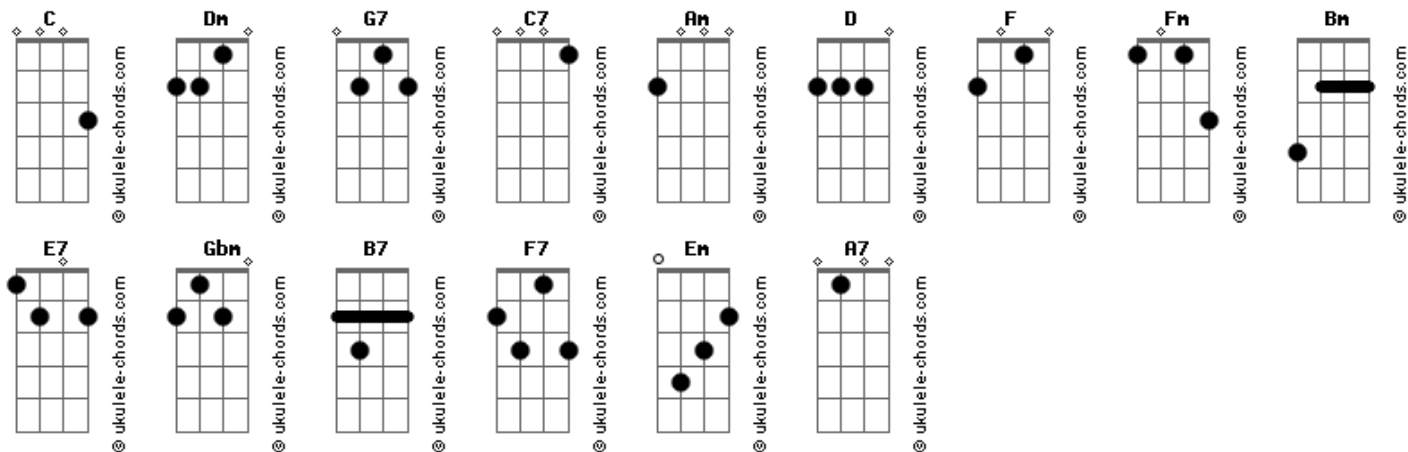 C Dm G7 C7 Am D F Fm Bm
© ukulele-chords.com © ukulele-chords.com © ukulele-chords.com © ukulele-chords.com © ukulele-chords.com © ukulele-chords.com © ukulele-chords.com © ukulele-chords.com © ukulele-chords.com
E7 Gbm B7 F7 Em A7
© ukulele-chords.com © ukulele-chords.com © ukulele-chords.com © ukulele-chords.com © ukulele-chords.com © ukulele-chords.com